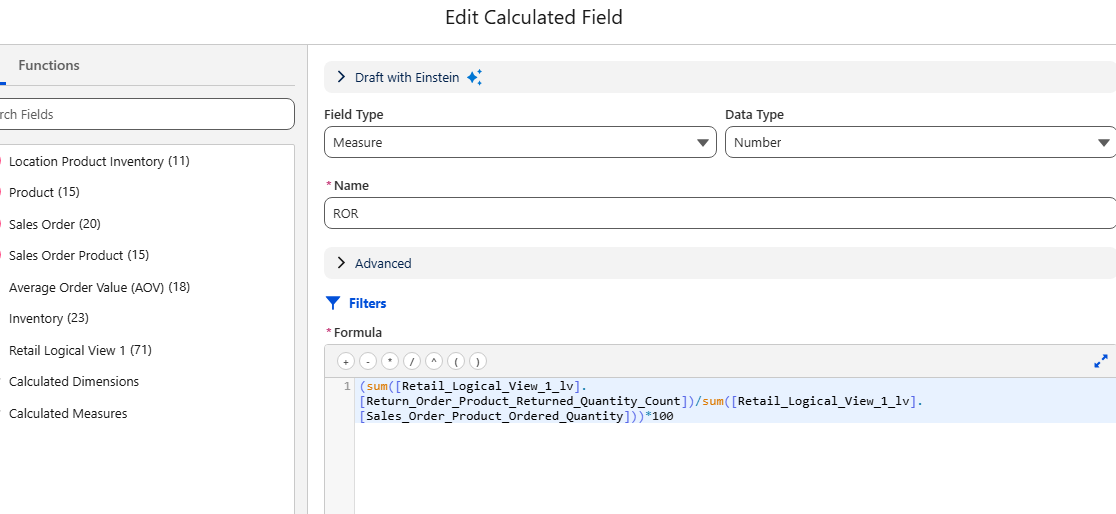 Edit Calculated Field
Functions
rch Fields
Location Product Inventory (11)
Product (15)
Sales Order (20)
Sales Order Product (15)
Average Order Value (AOV) (18)
Inventory (23)
Retail Logical View 1 (71)
Calculated Dimensions
Calculated Measures
Draft with Einstein
Field Type
Data Type
Measure
Number
* Name
ROR
Advanced
Filters
* Formula
+ - * / ^ ( )
1 (sum([Retail_Logical_View_1_lv].
[Return_Order_Product_Returned_Quantity_Count])/sum([Retail_Logical_View_1_lv].
[Sales_Order_Product_Ordered_Quantity]))*100